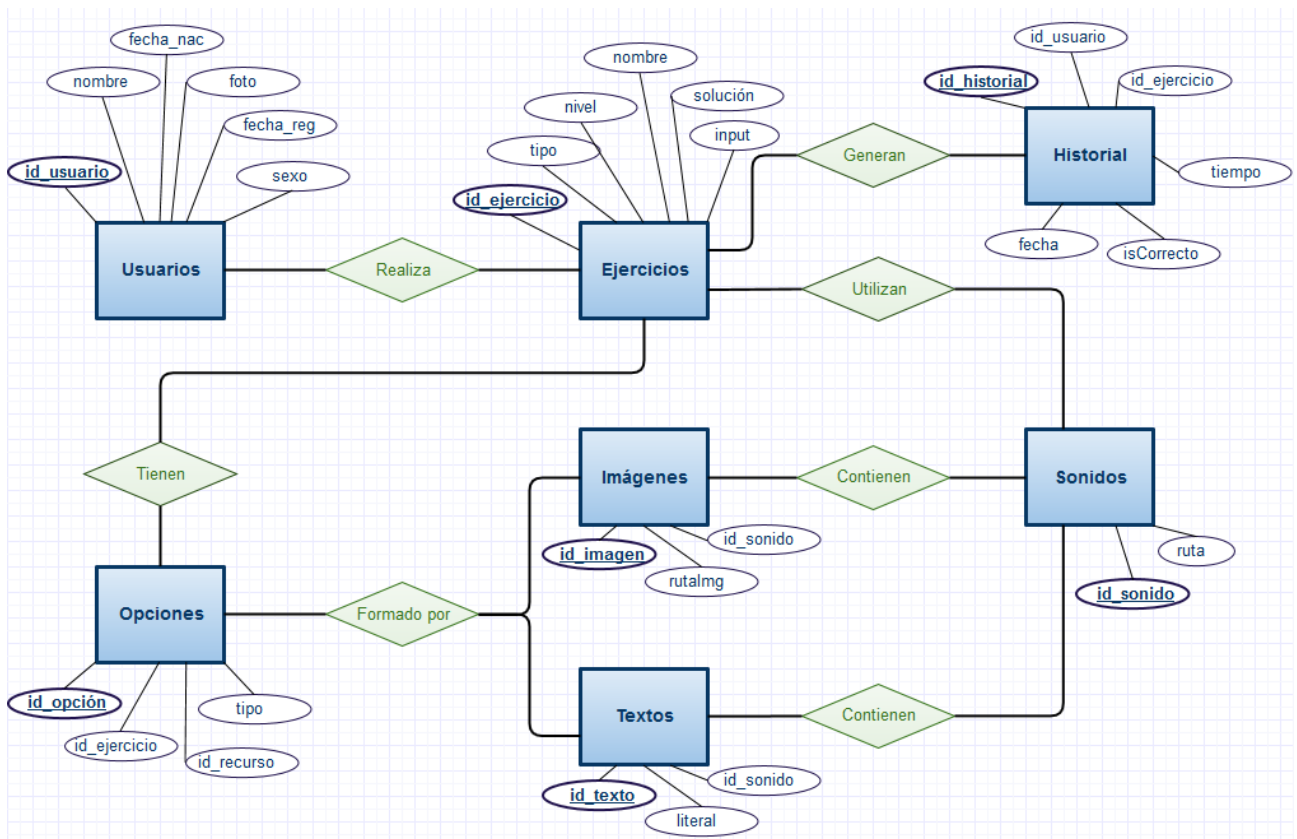 fecha_nac
nombre
foto
fecha_reg
id_usuario
sexo
Usuarios
Realiza
nombre
solución
nivel
input
tipo
id_ejercicio
Ejercicios
Generan
Utilizan
id_usuario
id_historial
id_ejercicio
Historial
tiempo
fecha
isCorrecto
Tienen
Imágenes
Contienen
Sonidos
id_imagen
id_sonido
rutaImg
ruta
id_sonido
Opciones
Formado por
id_opción
tipo
id_ejercicio
id_recurso
Textos
Contienen
id_texto
id_sonido
literal